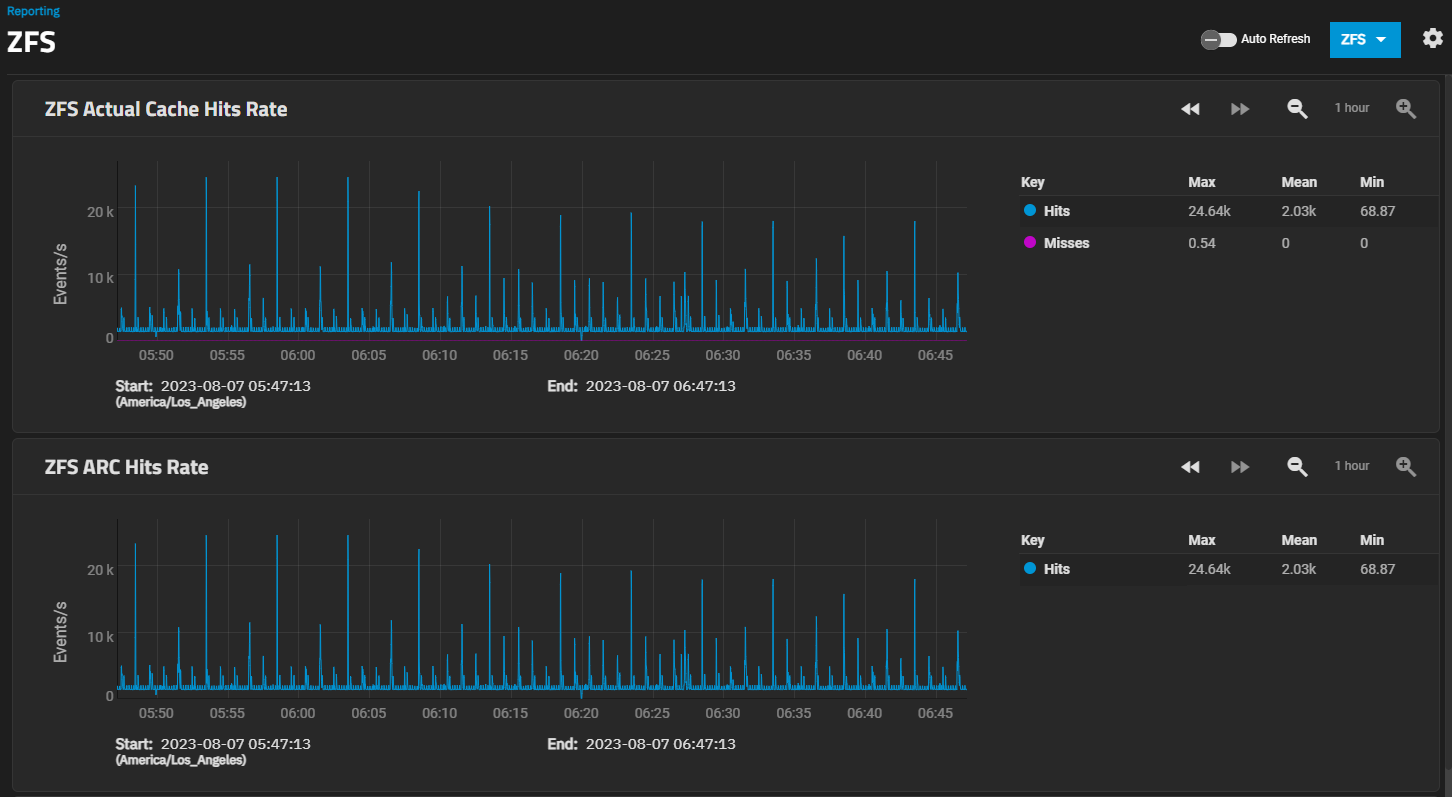 Reporting
ZFS
Auto Refresh
ZFS
ZFS Actual Cache Hits Rate
1 hour
Events/s
20 k
10 k
0
05:50 05:55 06:00 06:05 06:10 06:15 06:20 06:25 06:30 06:35 06:40 06:45
Key Max Mean Min
Hits 24.64k 2.03k 68.87
Misses 0.54 0 0
Start: 2023-08-07 05:47:13 End: 2023-08-07 06:47:13
(America/Los_Angeles)
ZFS ARC Hits Rate
1 hour
Events/s
20 k
10 k
0
05:50 05:55 06:00 06:05 06:10 06:15 06:20 06:25 06:30 06:35 06:40 06:45
Key Max Mean Min
Hits 24.64k 2.03k 68.87
Start: 2023-08-07 05:47:13 End: 2023-08-07 06:47:13
(America/Los_Angeles)